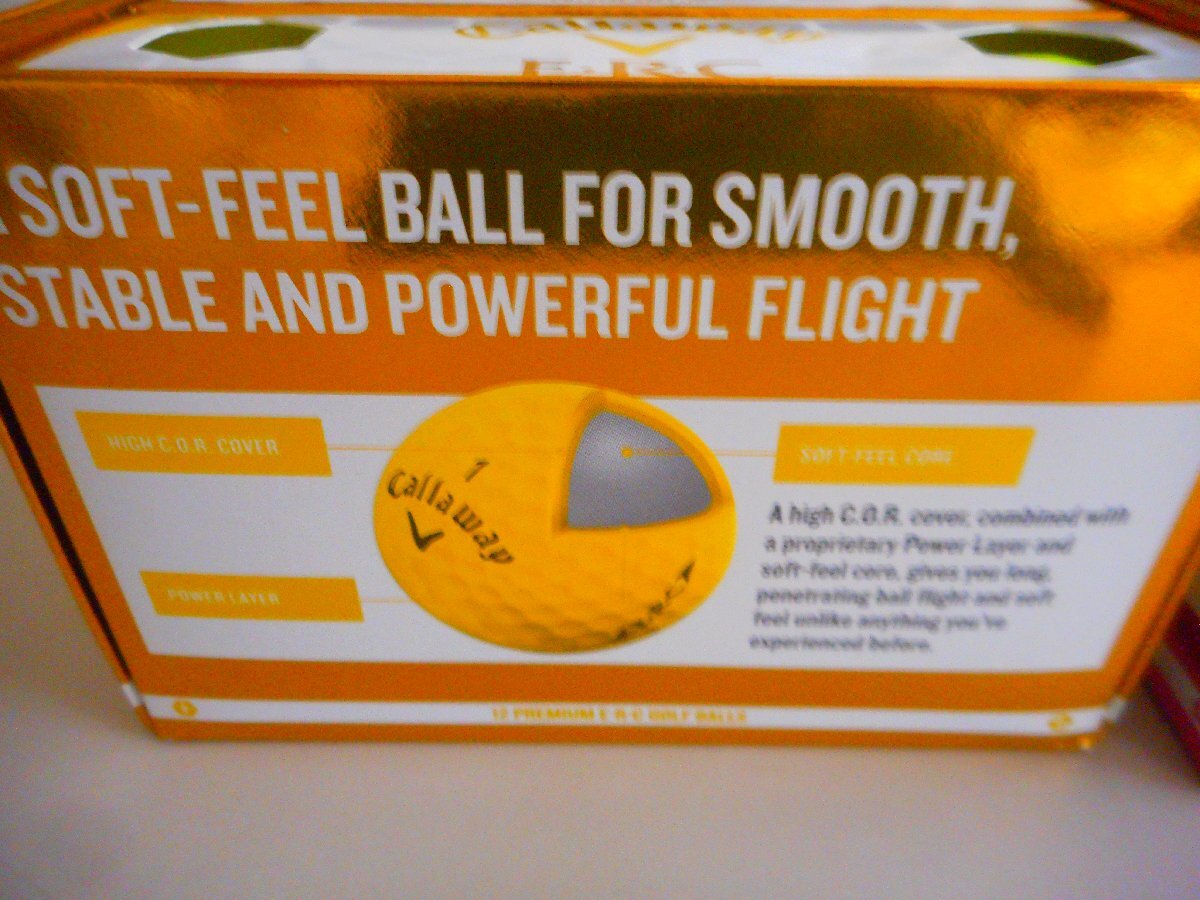 Callaway
E·R·C
A SOFT-FEEL BALL FOR SMOOTH,
STABLE AND POWERFUL FLIGHT
HIGH C.O.R. COVER
SOFT-FEEL CORE
1
Callaway
A high C.O.R. cover, combined with
a proprietary Power Layer and
soft-feel core, gives you long,
penetrating ball flight and soft
feel unlike anything you've
experienced before.
POWER LAYER
E·R·C
12 PREMIUM E·R·C GOLF BALLS